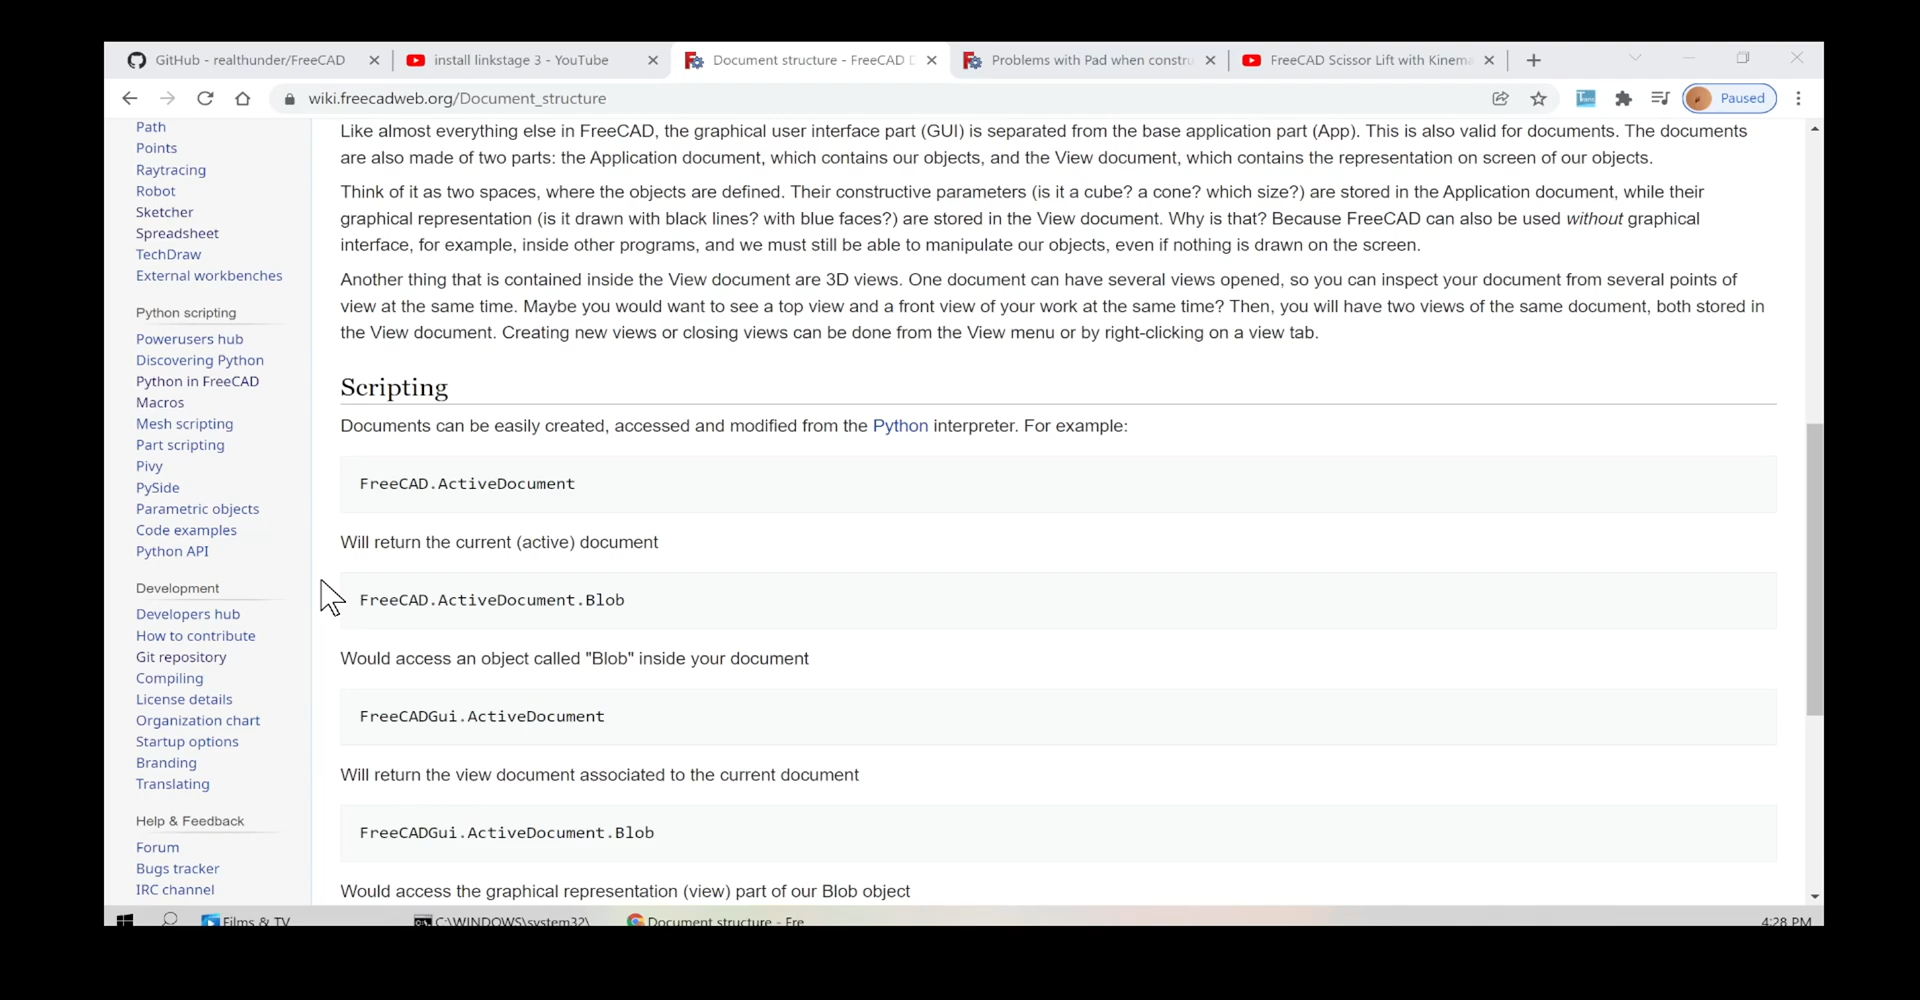 GitHub - realthunder/FreeCAD
install linkstage 3 - YouTube
Document structure - FreeCAD D
Problems with Pad when constru
FreeCAD Scissor Lift with Kinema
wiki.freecadweb.org/Document_structure
Paused
Path
Points
Raytracing
Robot
Sketcher
Spreadsheet
TechDraw
External workbenches
Python scripting
Powerusers hub
Discovering Python
Python in FreeCAD
Macros
Mesh scripting
Part scripting
Pivy
PySide
Parametric objects
Code examples
Python API
Development
Developers hub
How to contribute
Git repository
Compiling
License details
Organization chart
Startup options
Branding
Translating
Help & Feedback
Forum
Bugs tracker
IRC channel
Like almost everything else in FreeCAD, the graphical user interface part (GUI) is separated from the base application part (App). This is also valid for documents. The documents
are also made of two parts: the Application document, which contains our objects, and the View document, which contains the representation on screen of our objects.
Think of it as two spaces, where the objects are defined. Their constructive parameters (is it a cube? a cone? which size?) are stored in the Application document, while their
graphical representation (is it drawn with black lines? with blue faces?) are stored in the View document. Why is that? Because FreeCAD can also be used without graphical
interface, for example, inside other programs, and we must still be able to manipulate our objects, even if nothing is drawn on the screen.
Another thing that is contained inside the View document are 3D views. One document can have several views opened, so you can inspect your document from several points of
view at the same time. Maybe you would want to see a top view and a front view of your work at the same time? Then, you will have two views of the same document, both stored in
the View document. Creating new views or closing views can be done from the View menu or by right-clicking on a view tab.
Scripting
Documents can be easily created, accessed and modified from the Python interpreter. For example:
FreeCAD.ActiveDocument
Will return the current (active) document
FreeCAD.ActiveDocument.Blob
Would access an object called "Blob" inside your document
FreeCADGui.ActiveDocument
Will return the view document associated to the current document
FreeCADGui.ActiveDocument.Blob
Would access the graphical representation (view) part of our Blob object
Films & TV
C:\WINDOWS\system32\
Document structure - Fre
4:28 PM